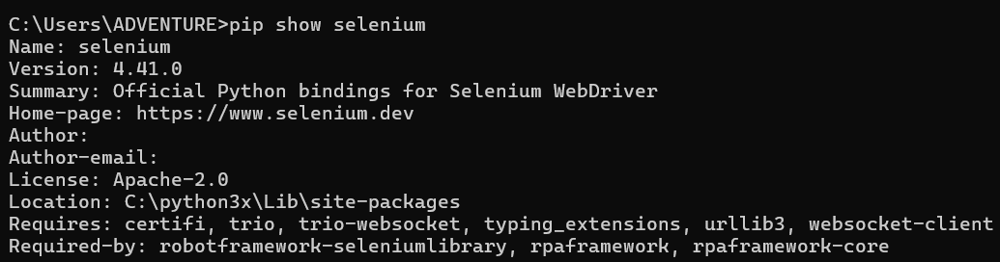 C:\Users\ADVENTURE>pip show selenium
Name: selenium
Version: 4.41.0
Summary: Official Python bindings for Selenium WebDriver
Home-page: https://www.selenium.dev
Author:
Author-email:
License: Apache-2.0
Location: C:\python3x\Lib\site-packages
Requires: certifi, trio, trio-websocket, typing_extensions, urllib3, websocket-client
Required-by: robotframework-seleniumlibrary, rpaframework, rpaframework-core